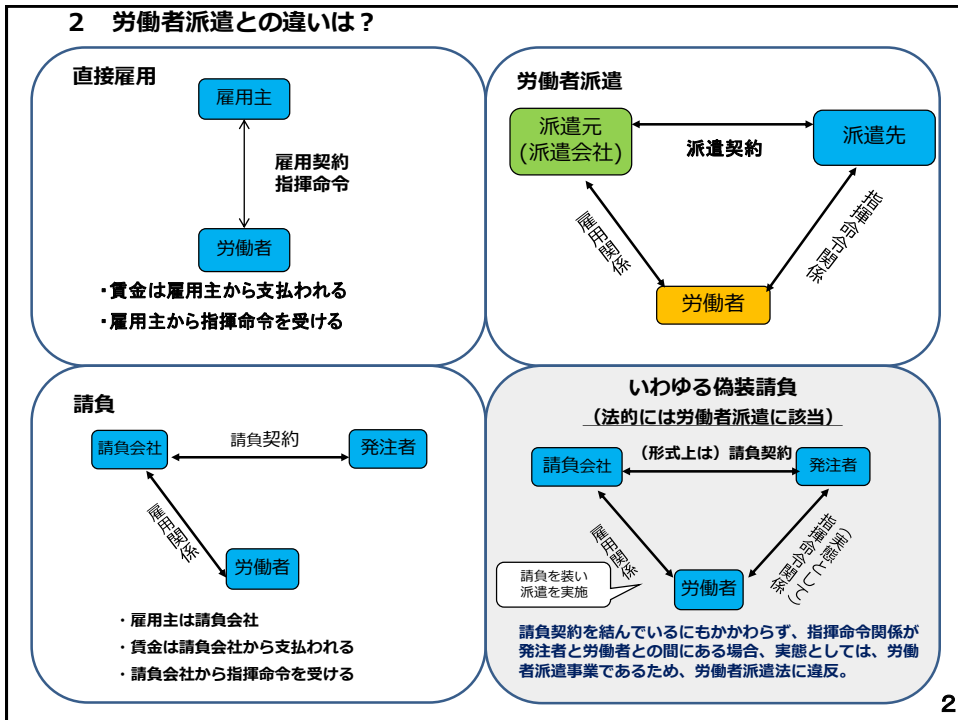 2 労働者派遣との違いは？
直接雇用
雇用主
雇用契約
指揮命令
労働者
・賃金は雇用主から支払われる
・雇用主から指揮命令を受ける
労働者派遣
派遣元
(派遣会社)
派遣契約
派遣先
雇用関係
指揮命令関係
労働者
請負
請負会社
請負契約
発注者
雇用関係
労働者
・雇用主は請負会社
・賃金は請負会社から支払われる
・請負会社から指揮命令を受ける
いわゆる偽装請負
（法的には労働者派遣に該当）
請負会社
（形式上は）請負契約
発注者
雇用関係
（実態として）
指揮命令関係
請負を装い
派遣を実施
労働者
請負契約を結んでいるにもかかわらず、指揮命令関係が
発注者と労働者との間にある場合、実態としては、労働
者派遣事業であるため、労働者派遣法に違反。
2